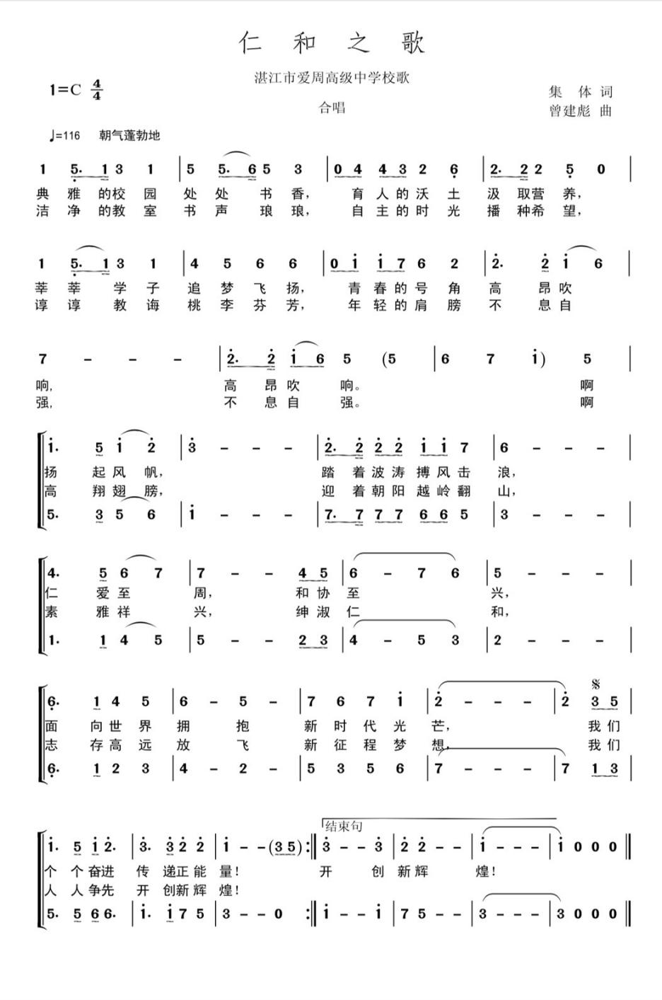 仁和之歌
湛江市爱周高级中学校歌
1=C 4/4
合唱
集体词
曾建彪 曲
♩=116 朝气蓬勃地
1 5. 1 3 1 | 5 5. 6 5 3 | 0 4 4 3 2 6 | 2. 2 2 5 0 |
典雅的校园 处处书香, 育人的沃土 汲取营养,
洁净的教室 书声琅琅, 自主的时光 播种希望,
1 5. 1 3 1 | 4 5 6 6 | 0 1 1 7 6 2 | 2. 2 1 6 |
莘莘学子 追梦飞扬, 青春的号角 高昂吹
谆谆教诲 桃李芬芳, 年轻的肩膀 不息自
7 - - - | 2. 2 1 6 5 (5 | 6 7 1) 5 |
响, 高昂吹响。 啊
强, 不息自强。 啊
1. 5 1 2 | 3 - - - | 2. 2 2 2 1 1 7 | 6 - - - |
扬起风帆, 踏着波涛搏风击浪,
高翔翅膀, 迎着朝阳越岭翻山,
5. 3 5 6 | 1 - - - | 7. 7 7 7 6 6 5 | 3 - - - |
4. 5 6 7 | 7 - - 4 5 | 6 - 7 6 | 5 - - - |
仁爱至周, 和协至兴,
素雅祥兴, 绅淑仁和,
1. 1 4 5 | 5 - - 2 3 | 4 - 5 3 | 2 - - - |
𝄋
6. 1 4 5 | 6 - 5 - | 7 6 7 1 | 2 - - - | 2 3 5 |
面向世界拥抱 新时代光芒, 我们
志存高远放飞 新征程梦想, 我们
6. 1 2 3 | 4 - 2 - | 5 3 5 6 | 7 - - - | 7 1 3 |
结束句
1. 5 1 2. | 3. 3 2 2 | 1 - - (3 5) :‖ 3 - - 3 | 2 2 - - | 1 - - - | 1 0 0 0 ‖
个个奋进 传递正能量! 开创新辉煌!
人人争先 开创新辉煌!
5. 5 6 6. | 1. 1 7 5 | 3 - - 0 :‖ 1 - - 1 | 7 5 - - | 3 - - - | 3 0 0 0 ‖